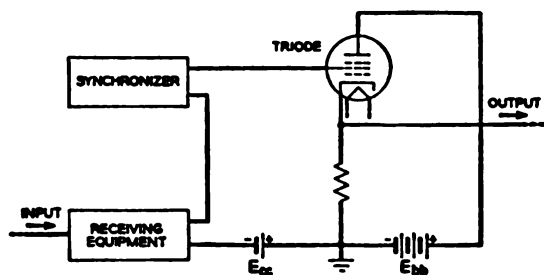 TRIODE
SYNCHRONIZER
OUTPUT
INPUT
RECEIVING
EQUIPMENT
- +
- +
Ecc
Ebb